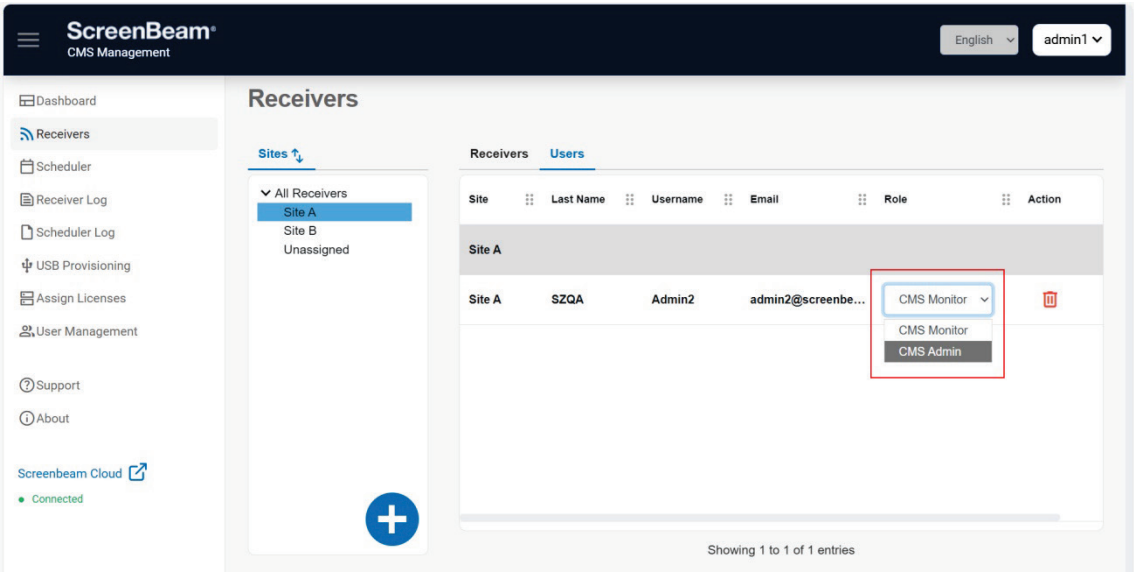 ScreenBeam®
CMS Management
English
admin1
Dashboard
Receivers
Scheduler
Receiver Log
Scheduler Log
USB Provisioning
Assign Licenses
User Management
Support
About
Screenbeam Cloud
Connected
Receivers
Sites
All Receivers
Site A
Site B
Unassigned
Receivers Users
Site Last Name Username Email Role Action
Site A
Site A SZQA Admin2 admin2@screenbe... CMS Monitor
CMS Monitor
CMS Admin
Showing 1 to 1 of 1 entries